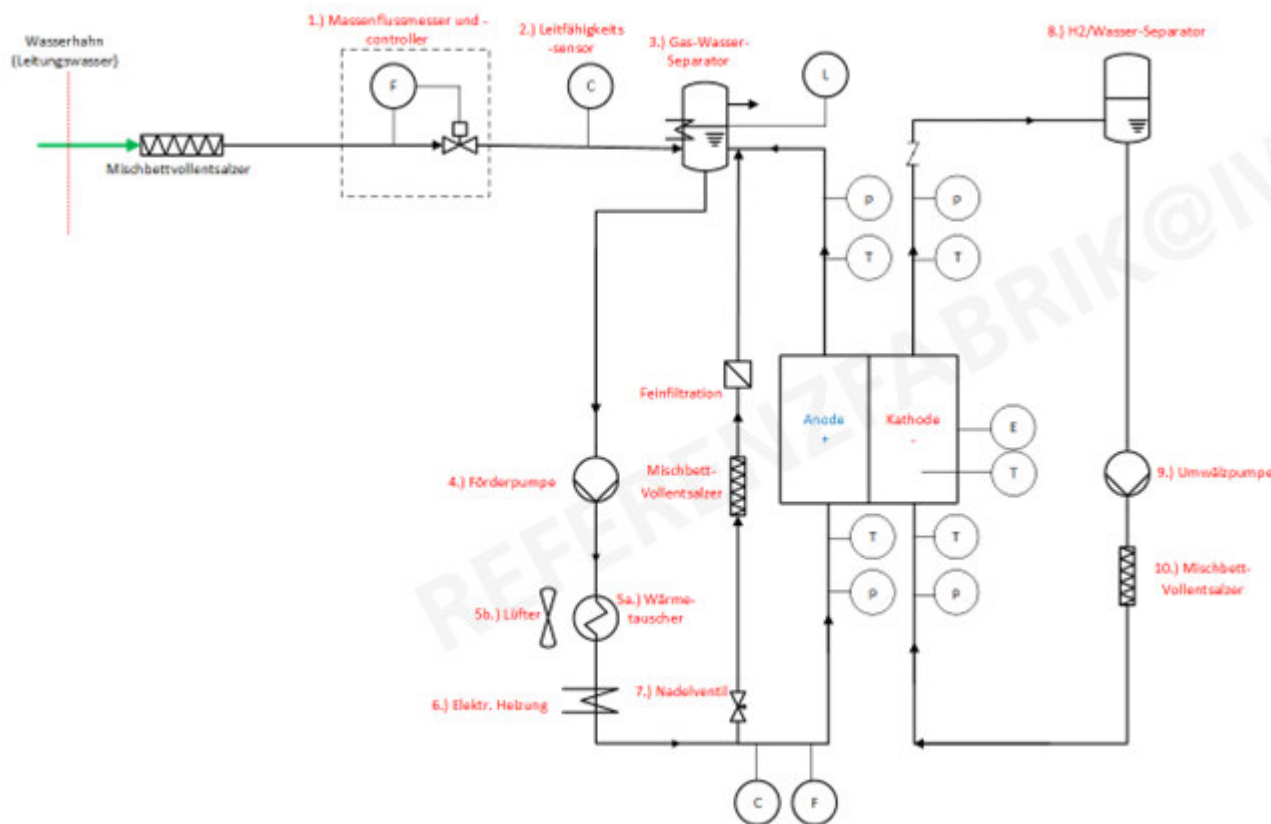 1.) Massenflussmesser und -
controller
2.) Leitfähigkeits
-sensor
3.) Gas-Wasser-
Separator
8.) H2/Wasser-Separator
Wasserhahn
(Leitungswasser)
F
C
L
Mischbettvollentsalzer
P
P
T
T
Feinfiltration
Anode
+
Kathode
-
E
T
4.) Förderpumpe
Mischbett-
Vollentsalzer
9.) Umwälzpumpe
T
T
P
P
10.) Mischbett-
Vollentsalzer
5b.) Lüfter
5a.) Wärme-
tauscher
6.) Elektr. Heizung
7.) Nadelventil
C
F
REFERENZFABRIK@IV